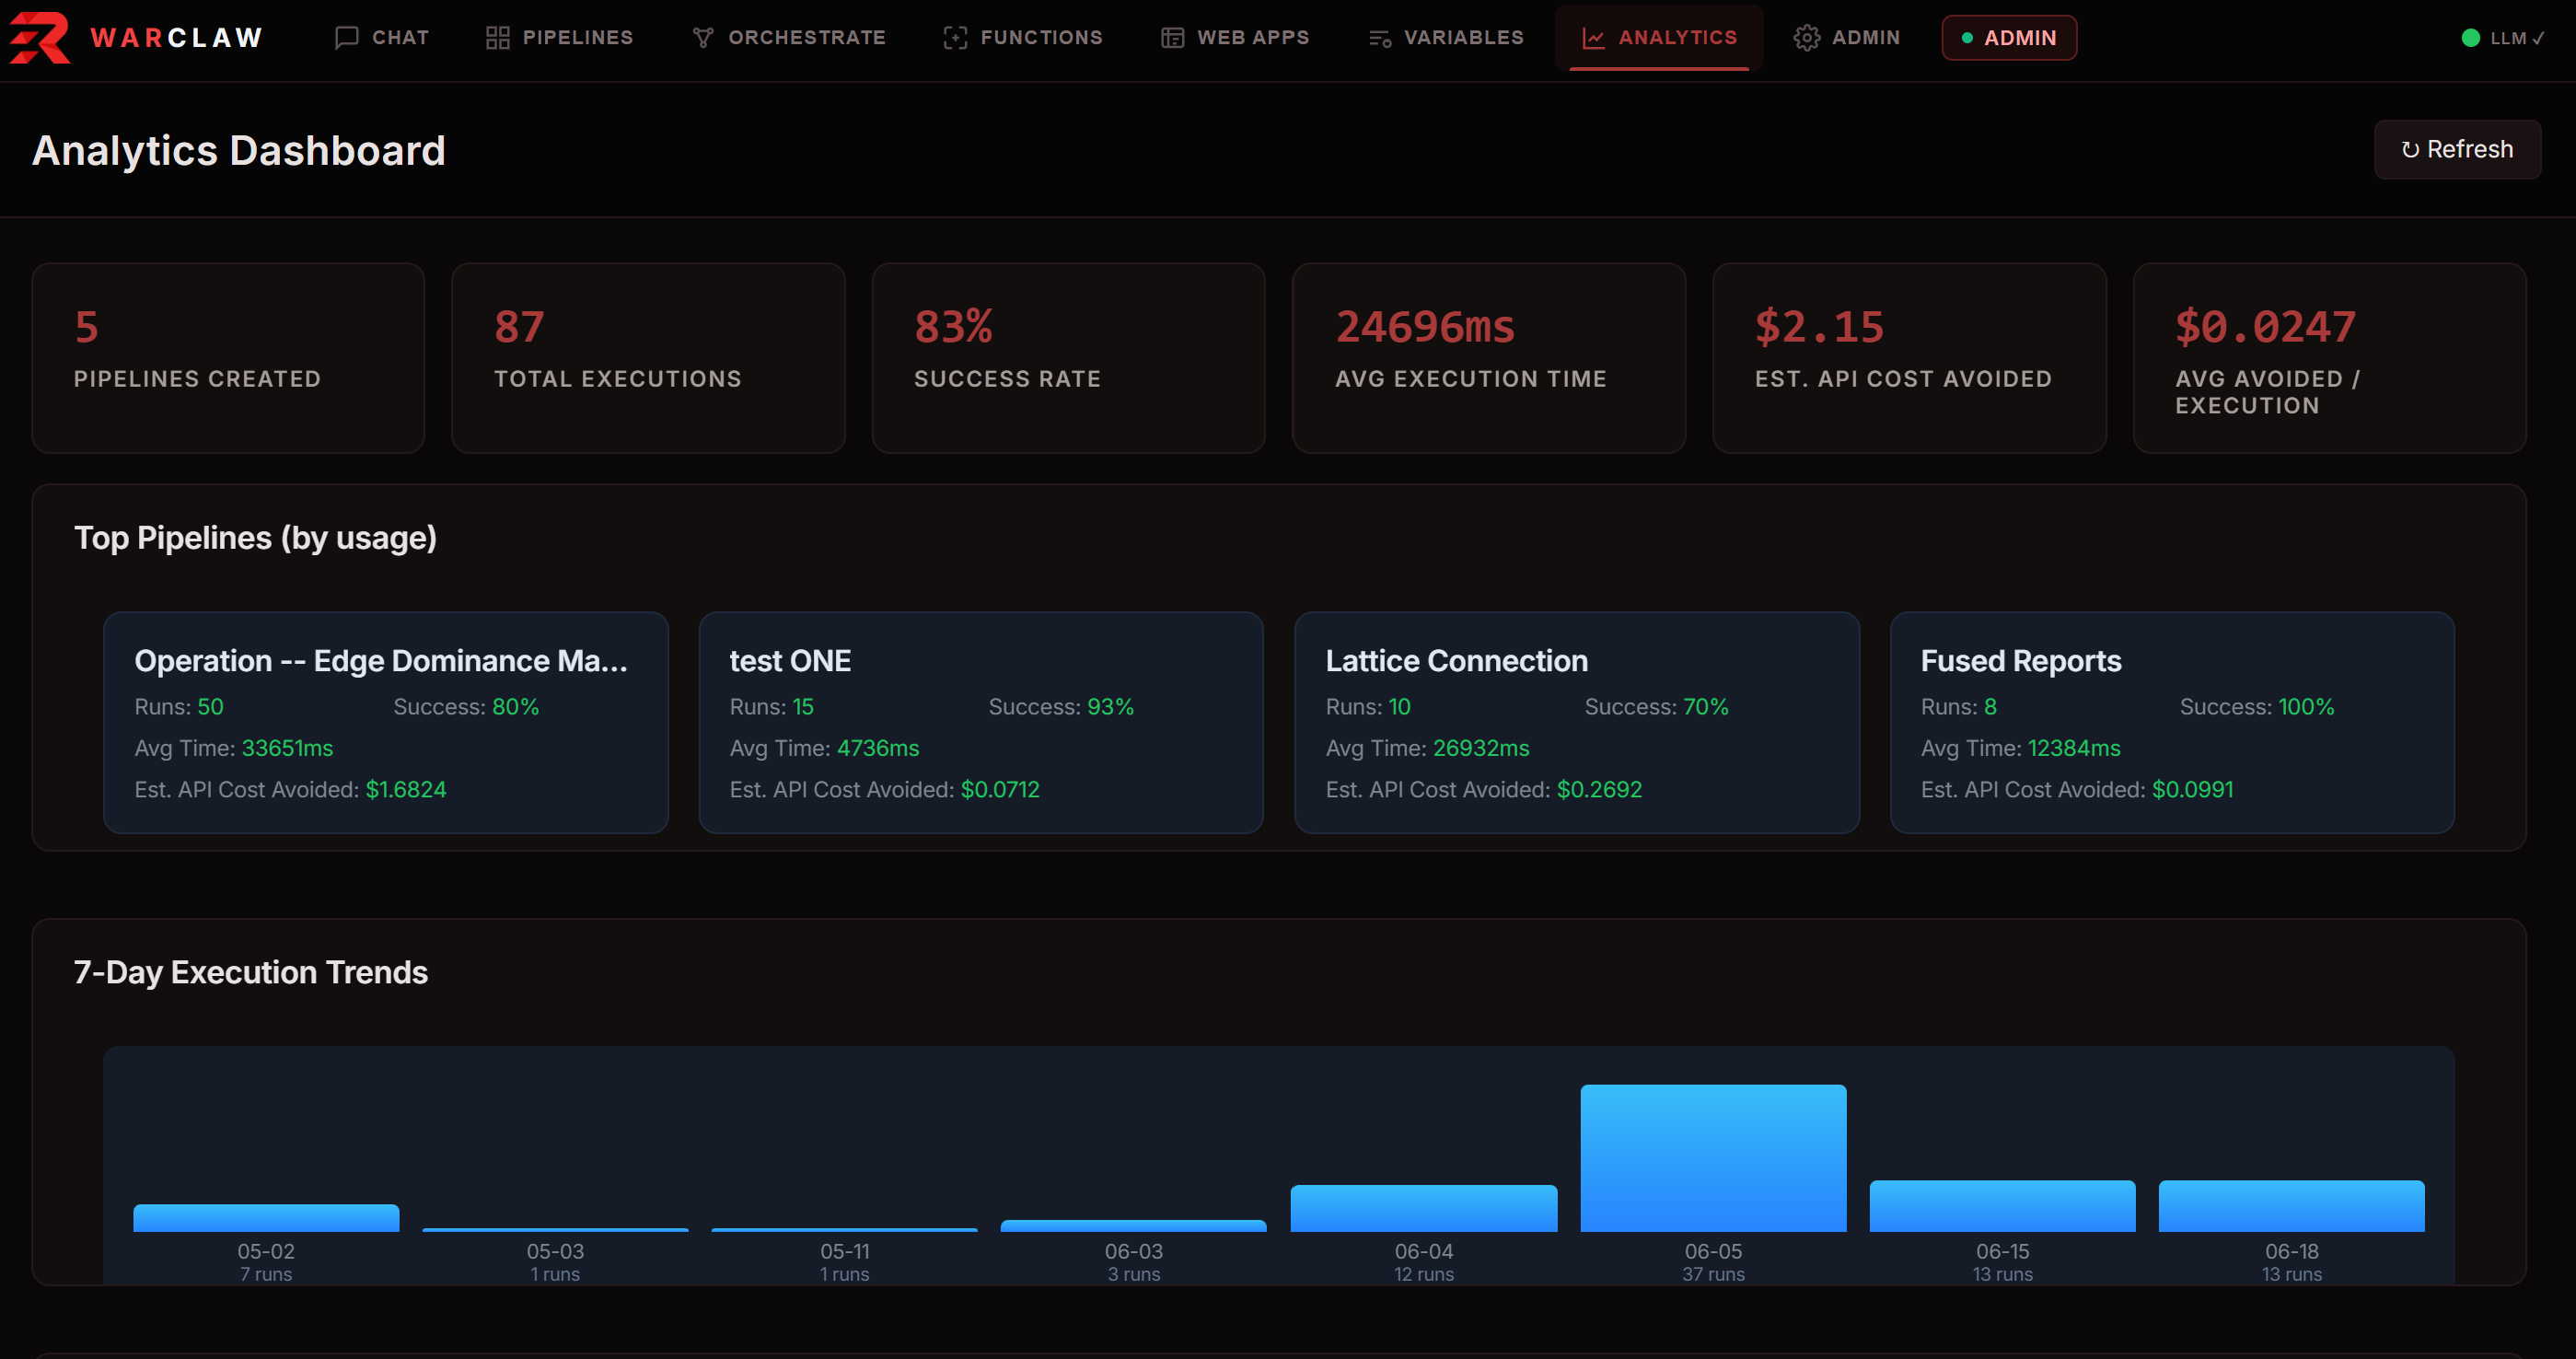 WARCLAW CHAT PIPELINES ORCHESTRATE FUNCTIONS WEB APPS VARIABLES ANALYTICS ADMIN ADMIN LLM ✓
Analytics Dashboard
↻ Refresh
5
PIPELINES CREATED
87
TOTAL EXECUTIONS
83%
SUCCESS RATE
24696ms
AVG EXECUTION TIME
$2.15
EST. API COST AVOIDED
$0.0247
AVG AVOIDED /
EXECUTION
Top Pipelines (by usage)
Operation -- Edge Dominance Ma...
Runs: 50 Success: 80%
Avg Time: 33651ms
Est. API Cost Avoided: $1.6824
test ONE
Runs: 15 Success: 93%
Avg Time: 4736ms
Est. API Cost Avoided: $0.0712
Lattice Connection
Runs: 10 Success: 70%
Avg Time: 26932ms
Est. API Cost Avoided: $0.2692
Fused Reports
Runs: 8 Success: 100%
Avg Time: 12384ms
Est. API Cost Avoided: $0.0991
7-Day Execution Trends
05-02
7 runs
05-03
1 runs
05-11
1 runs
06-03
3 runs
06-04
12 runs
06-05
37 runs
06-15
13 runs
06-18
13 runs